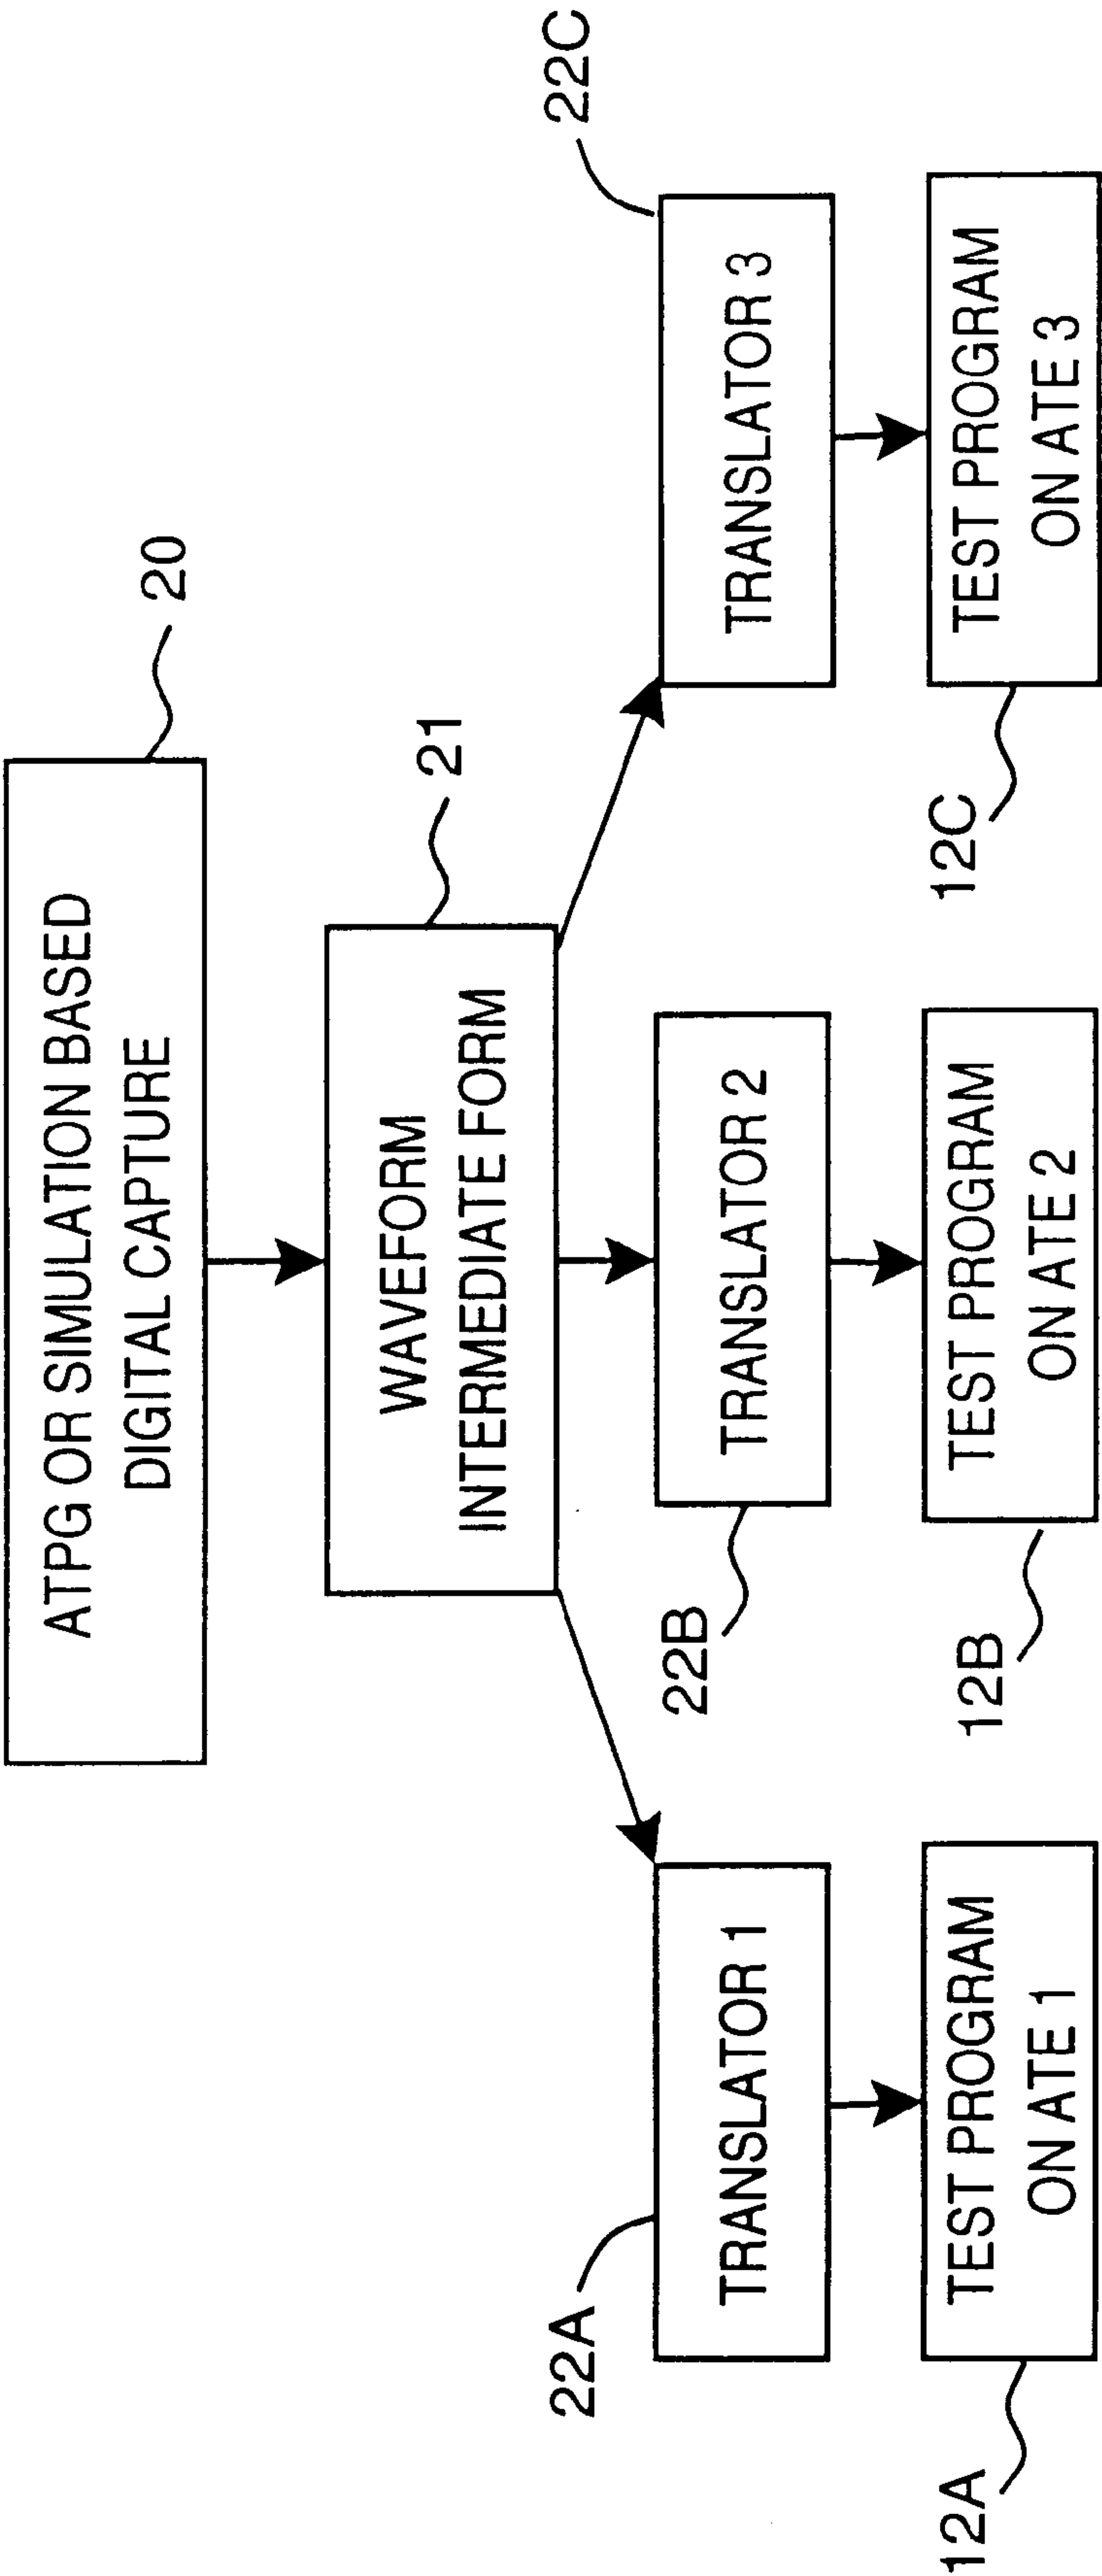 ATPG OR SIMULATION BASED
DIGITAL CAPTURE
20
WAVEFORM
INTERMEDIATE FORM
21
22A
TRANSLATOR 1
22B
TRANSLATOR 2
TRANSLATOR 3
22C
12A
TEST PROGRAM
ON ATE 1
12B
TEST PROGRAM
ON ATE 2
12C
TEST PROGRAM
ON ATE 3